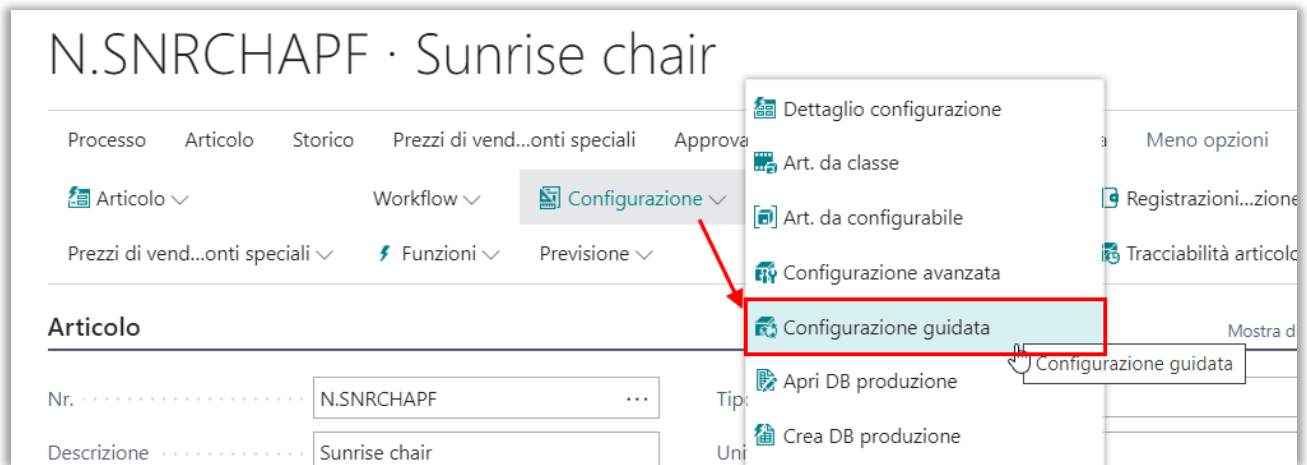 N.SNRCHAPF · Sunrise chair
Dettaglio configurazione
Processo Articolo Storico Prezzi di vend...onti speciali Approva Meno opzioni
Art. da classe
Articolo Workflow Configurazione Registrazioni...zione
Art. da configurabile
Prezzi di vend...onti speciali Funzioni Previsione Tracciabilità articolo
Configurazione avanzata
Articolo Configurazione guidata Mostra d
Configurazione guidata
Nr. N.SNRCHAPF ... Tip
Apri DB produzione
Descrizione Sunrise chair Uni
Crea DB produzione